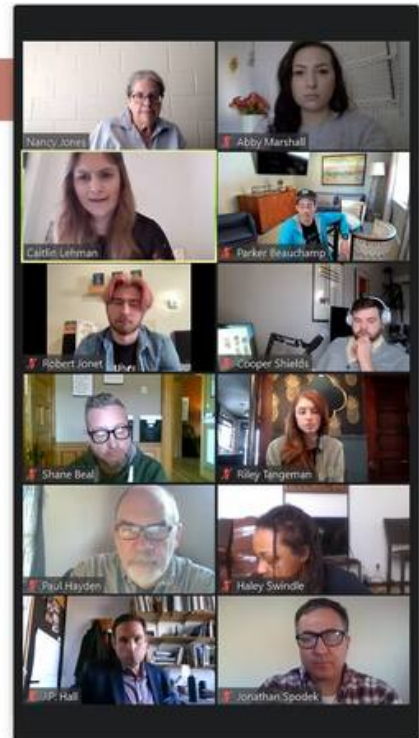 Nancy Jones
Abby Marshall
Caitlin Lehman
Parker Beauchamp
Robert Jonet
Cooper Shields
Shane Beal
Riley Tangeman
Paul Hayden
Haley Swindle
J.P. Hall
Jonathan Spodek